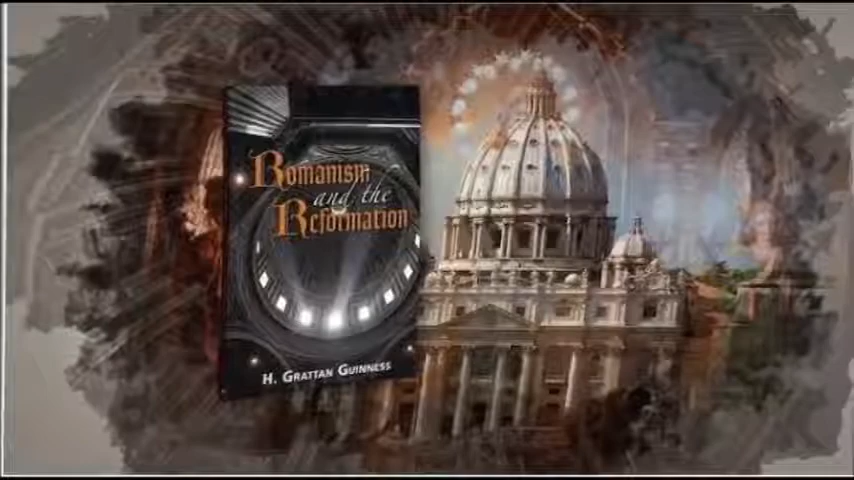 Romanism
and the
Reformation
H. GRATTAN GUINNESS